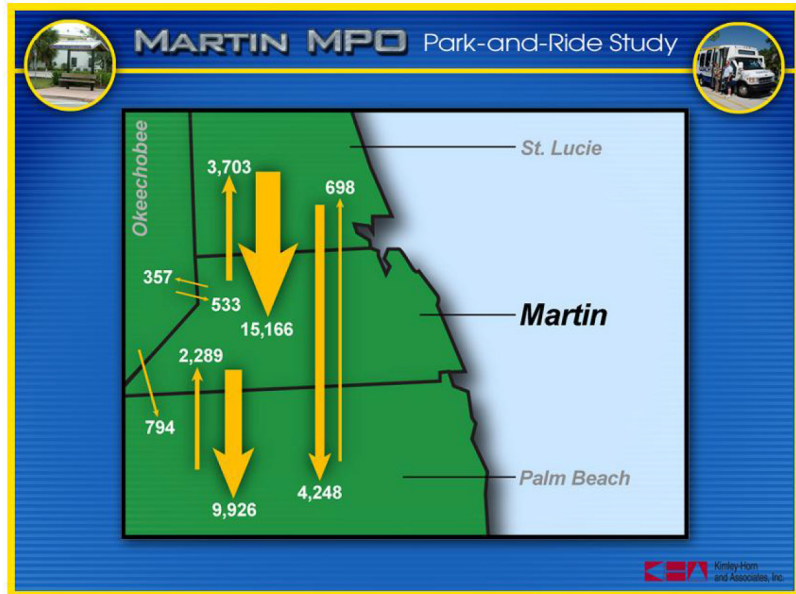 MARTIN MPO Park-and-Ride Study
Okeechobee
St. Lucie
3,703
698
357
533
15,166
Martin
2,289
794
9,926
4,248
Palm Beach
Kimley-Horn
and Associates, Inc.